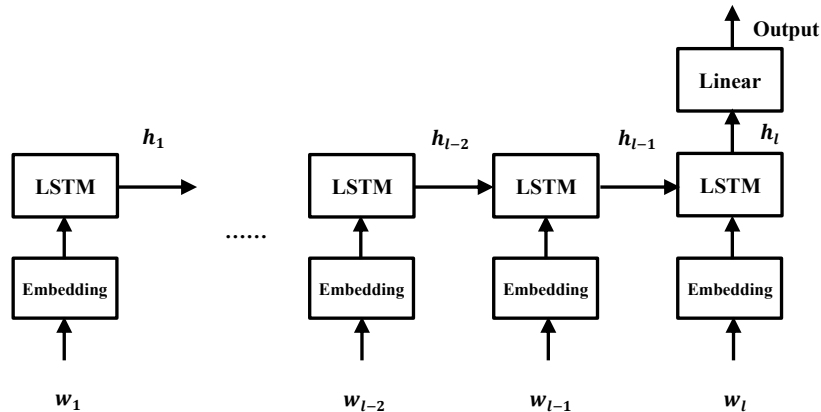 Output
Linear
h₁ hₗ₋₂ hₗ₋₁ hₗ
LSTM LSTM LSTM LSTM
......
Embedding Embedding Embedding Embedding
w₁ wₗ₋₂ wₗ₋₁ wₗ